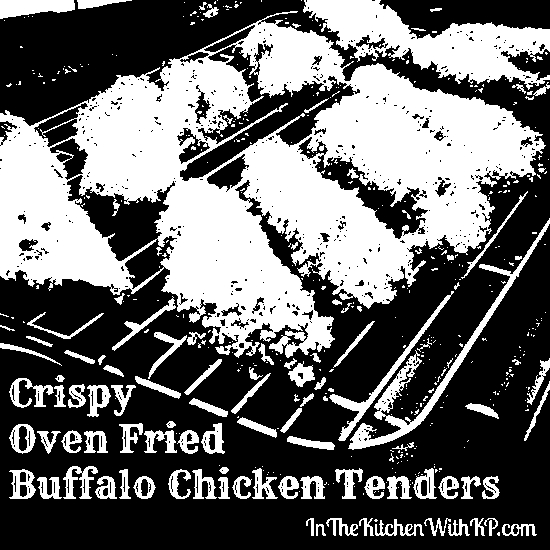 Crispy
Oven Fried
Buffalo Chicken Tenders
InTheKitchenWithKP.com